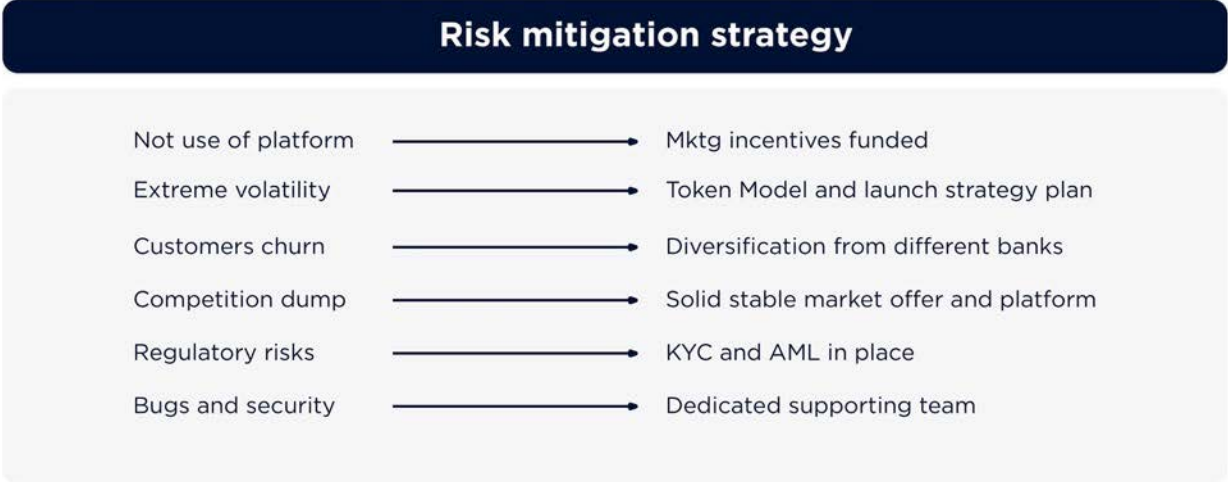 Risk mitigation strategy
Not use of platform Mktg incentives funded
Extreme volatility Token Model and launch strategy plan
Customers churn Diversification from different banks
Competition dump Solid stable market offer and platform
Regulatory risks KYC and AML in place
Bugs and security Dedicated supporting team